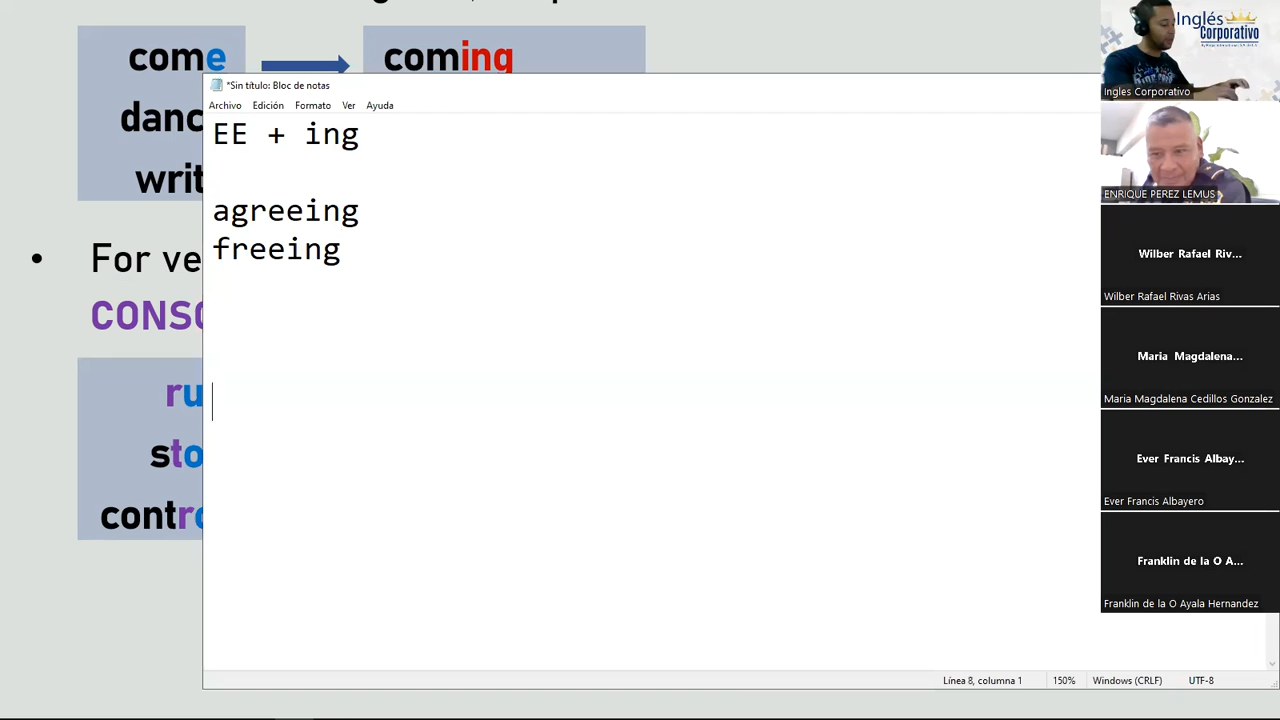 come
coming
danc
writ
• For ve
CONSO
ru
sto
contro
*Sin título: Bloc de notas
Archivo Edición Formato Ver Ayuda
EE + ing
agreeing
freeing
Línea 8, columna 1
150%
Windows (CRLF)
UTF-8
Inglés
Corporativo
Ingles Corporativo
ENRIQUE PEREZ LEMUS
Wilber Rafael Riv...
Wilber Rafael Rivas Arias
Maria Magdalena...
Maria Magdalena Cedillos Gonzalez
Ever Francis Albay...
Ever Francis Albayero
Franklin de la O A...
Franklin de la O Ayala Hernandez